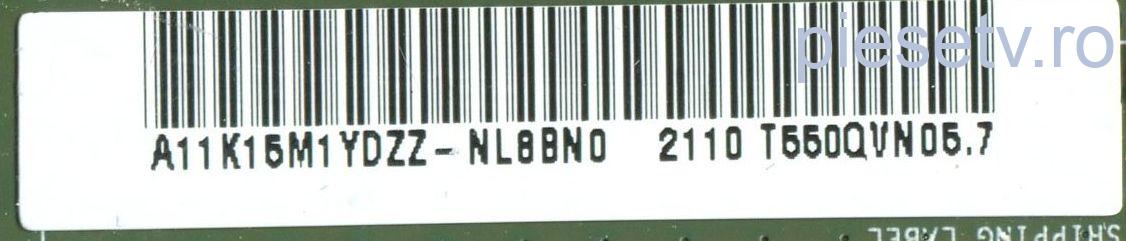 piesetv.ro
A11K15M1YDZZ- NL8BN0 2110 T550QVN05.7
SHIPPING LABEL